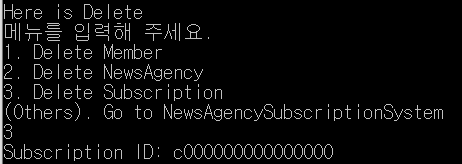 Here is Delete
메뉴를 입력해 주세요.
1. Delete Member
2. Delete NewsAgency
3. Delete Subscription
(Others). Go to NewsAgencySubscriptionSystem
3
Subscription ID: c000000000000000